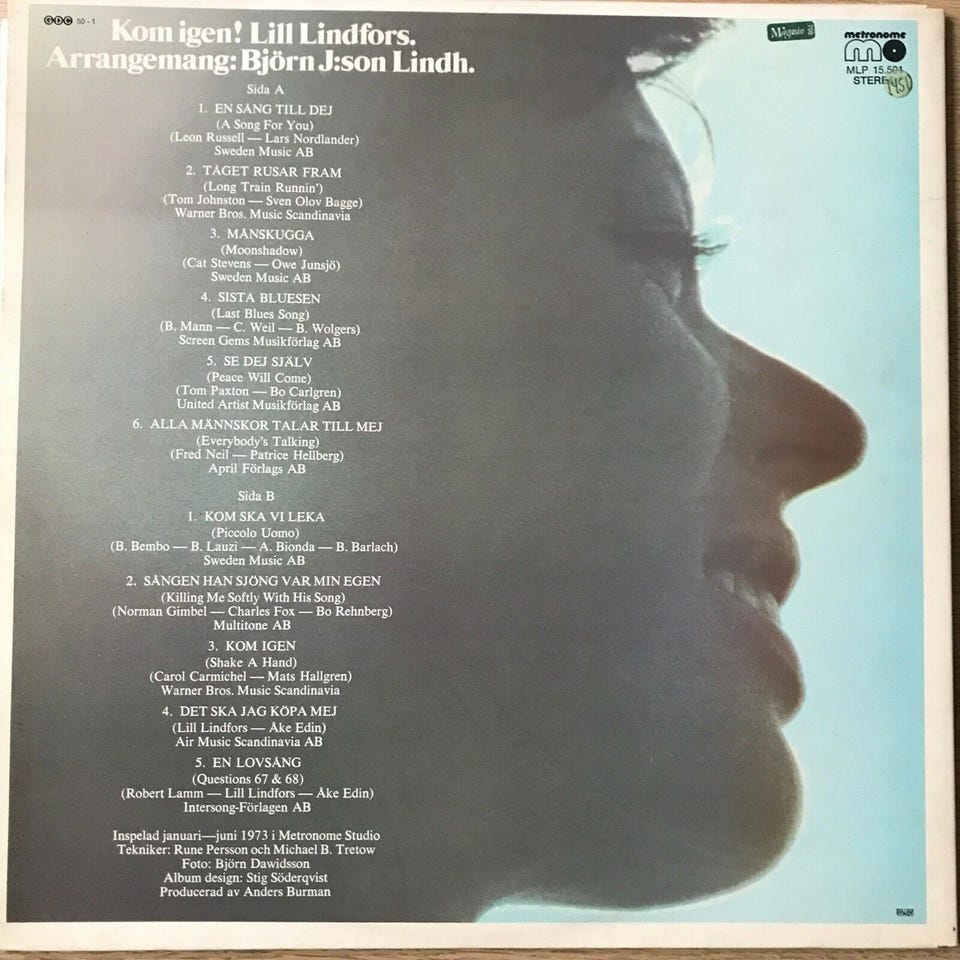 GDC 50-1
Kom igen! Lill Lindfors.
Arrangemang: Björn J:son Lindh.
metronome
MLP 15.501
STEREO
1451
Sida A
1. EN SÅNG TILL DEJ
(A Song For You)
(Leon Russell — Lars Nordlander)
Sweden Music AB
2. TÅGET RUSAR FRAM
(Long Train Runnin')
(Tom Johnston — Sven Olov Bagge)
Warner Bros. Music Scandinavia
3. MÅNSKUGGA
(Moonshadow)
(Cat Stevens — Owe Junsjö)
Sweden Music AB
4. SISTA BLUESEN
(Last Blues Song)
(B. Mann — C. Weil — B. Wolgers)
Screen Gems Musikförlag AB
5. SE DEJ SJÄLV
(Peace Will Come)
(Tom Paxton — Bo Carlgren)
United Artist Musikförlag AB
6. ALLA MÄNNSKOR TALAR TILL MEJ
(Everybody's Talking)
(Fred Neil — Patrice Hellberg)
April Förlags AB
Sida B
1. KOM SKA VI LEKA
(Piccolo Uomo)
(B. Bembo — B. Lauzi — A. Bionda — B. Barlach)
Sweden Music AB
2. SÅNGEN HAN SJÖNG VAR MIN EGEN
(Killing Me Softly With His Song)
(Norman Gimbel — Charles Fox — Bo Rehnberg)
Multitone AB
3. KOM IGEN
(Shake A Hand)
(Carol Carmichel — Mats Hallgren)
Warner Bros. Music Scandinavia
4. DET SKA JAG KÖPA MEJ
(Lill Lindfors — Åke Edin)
Air Music Scandinavia AB
5. EN LOVSÅNG
(Questions 67 & 68)
(Robert Lamm — Lill Lindfors — Åke Edin)
Intersong-Förlagen AB
Inspelad januari—juni 1973 i Metronome Studio
Tekniker: Rune Persson och Michael B. Tretow
Foto: Björn Dawidsson
Album design: Stig Söderqvist
Producerad av Anders Burman